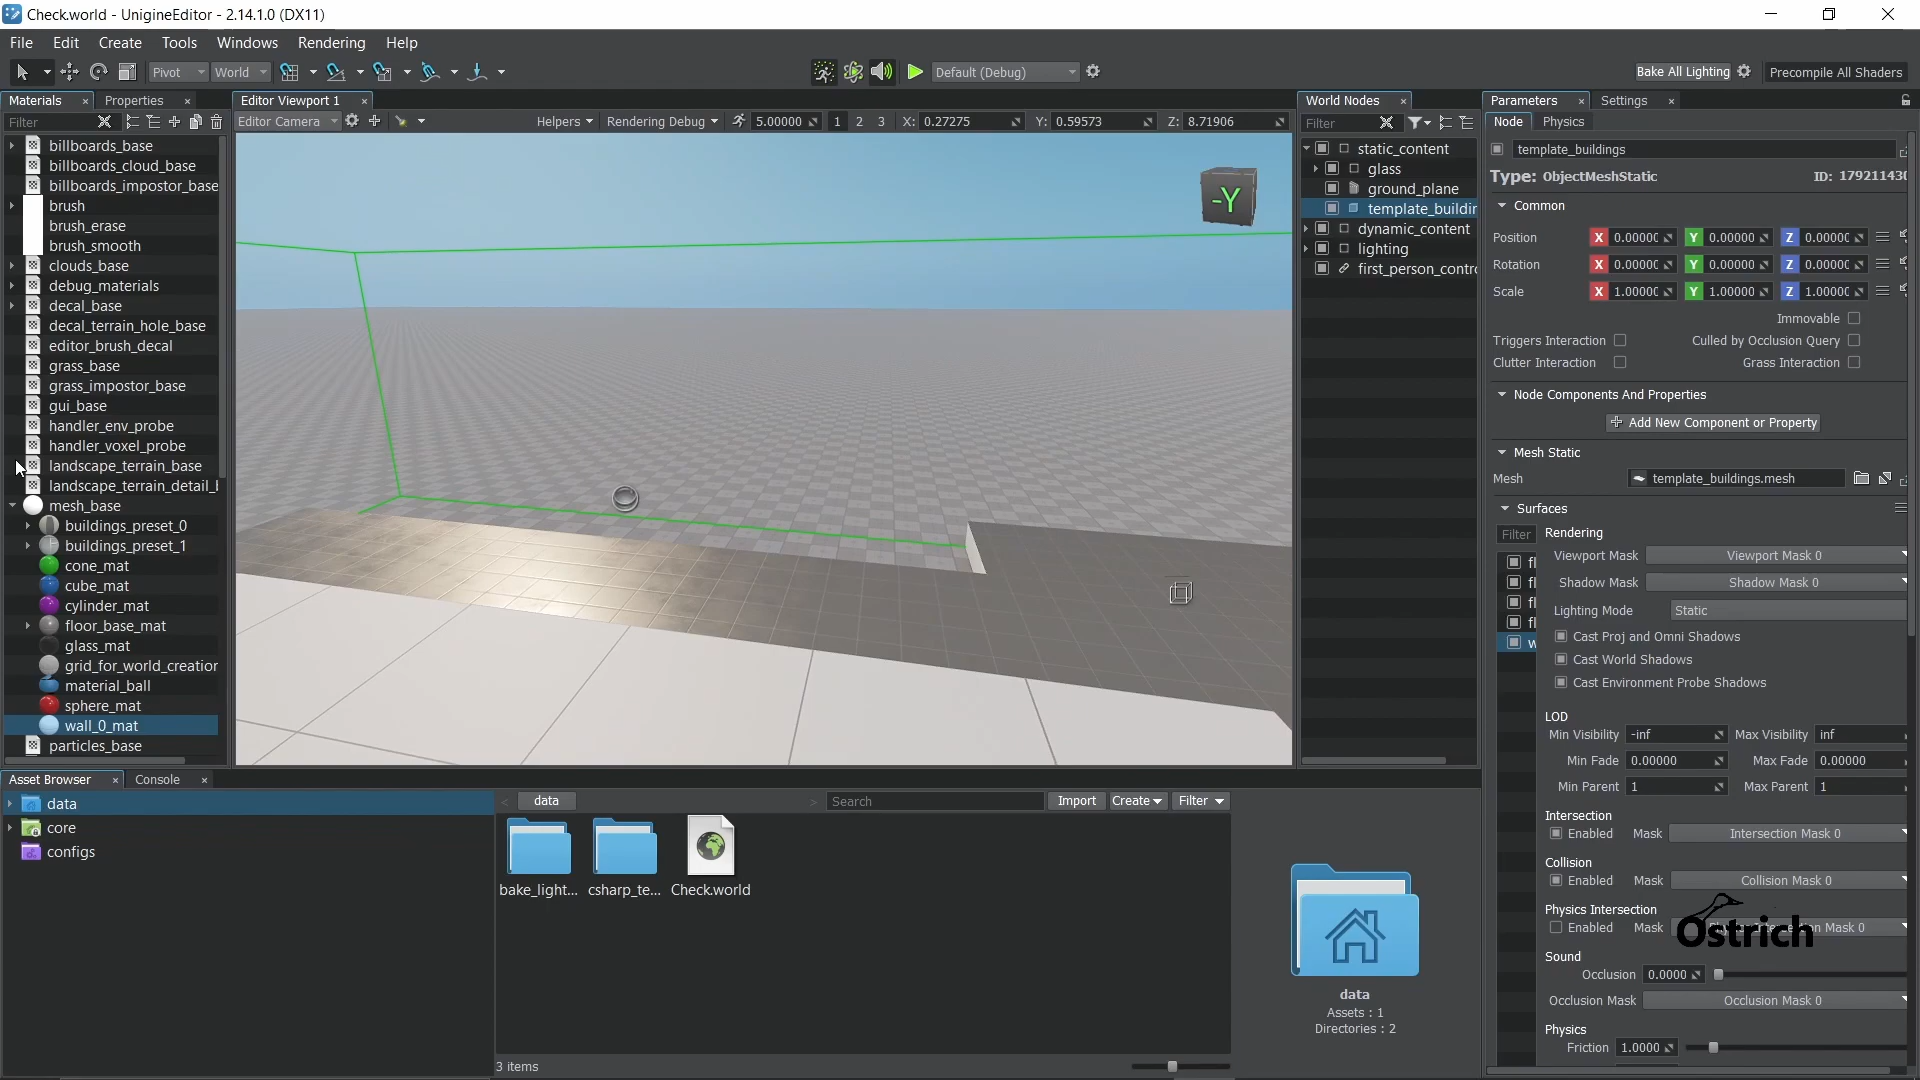 Check.world - UnigineEditor - 2.14.1.0 (DX11)
File Edit Create Tools Windows Rendering Help
Pivot World Default (Debug) Bake All Lighting Precompile All Shaders
Materials Properties
Filter
billboards_base
billboards_cloud_base
billboards_impostor_base
brush
brush_erase
brush_smooth
clouds_base
debug_materials
decal_base
decal_terrain_hole_base
editor_brush_decal
grass_base
grass_impostor_base
gui_base
handler_env_probe
handler_voxel_probe
landscape_terrain_base
landscape_terrain_detail_
mesh_base
buildings_preset_0
buildings_preset_1
cone_mat
cube_mat
cylinder_mat
floor_base_mat
glass_mat
grid_for_world_creation
material_ball
sphere_mat
wall_0_mat
particles_base
Editor Viewport 1
Editor Camera Helpers Rendering Debug 5.00000 1 2 3 X: 0.27275 Y: 0.59573 Z: 8.71906
-Y
World Nodes
Filter
static_content
glass
ground_plane
template_buildin
dynamic_content
lighting
first_person_contro
Parameters Settings
Node Physics
template_buildings
Type: ObjectMeshStatic ID: 179211430
Common
Position X 0.0000 Y 0.00000 Z 0.0000
Rotation X 0.0000 Y 0.00000 Z 0.0000
Scale X 1.0000 Y 1.00000 Z 1.0000
Immovable
Triggers Interaction Culled by Occlusion Query
Clutter Interaction Grass Interaction
Node Components And Properties
Add New Component or Property
Mesh Static
Mesh template_buildings.mesh
Surfaces
Filter
fl
fl
fl
fl
w
Rendering
Viewport Mask Viewport Mask 0
Shadow Mask Shadow Mask 0
Lighting Mode Static
Cast Proj and Omni Shadows
Cast World Shadows
Cast Environment Probe Shadows
LOD
Min Visibility -inf Max Visibility inf
Min Fade 0.00000 Max Fade 0.00000
Min Parent 1 Max Parent 1
Intersection
Enabled Mask Intersection Mask 0
Collision
Enabled Mask Collision Mask 0
Physics Intersection
Enabled Mask Mask 0
Ostrich
Sound
Occlusion 0.0000
Occlusion Mask Occlusion Mask 0
Physics
Friction 1.0000
Asset Browser Console
data
core
configs
< data > Search Import Create Filter
bake_light... csharp_te... Check.world
data
Assets : 1
Directories : 2
3 items